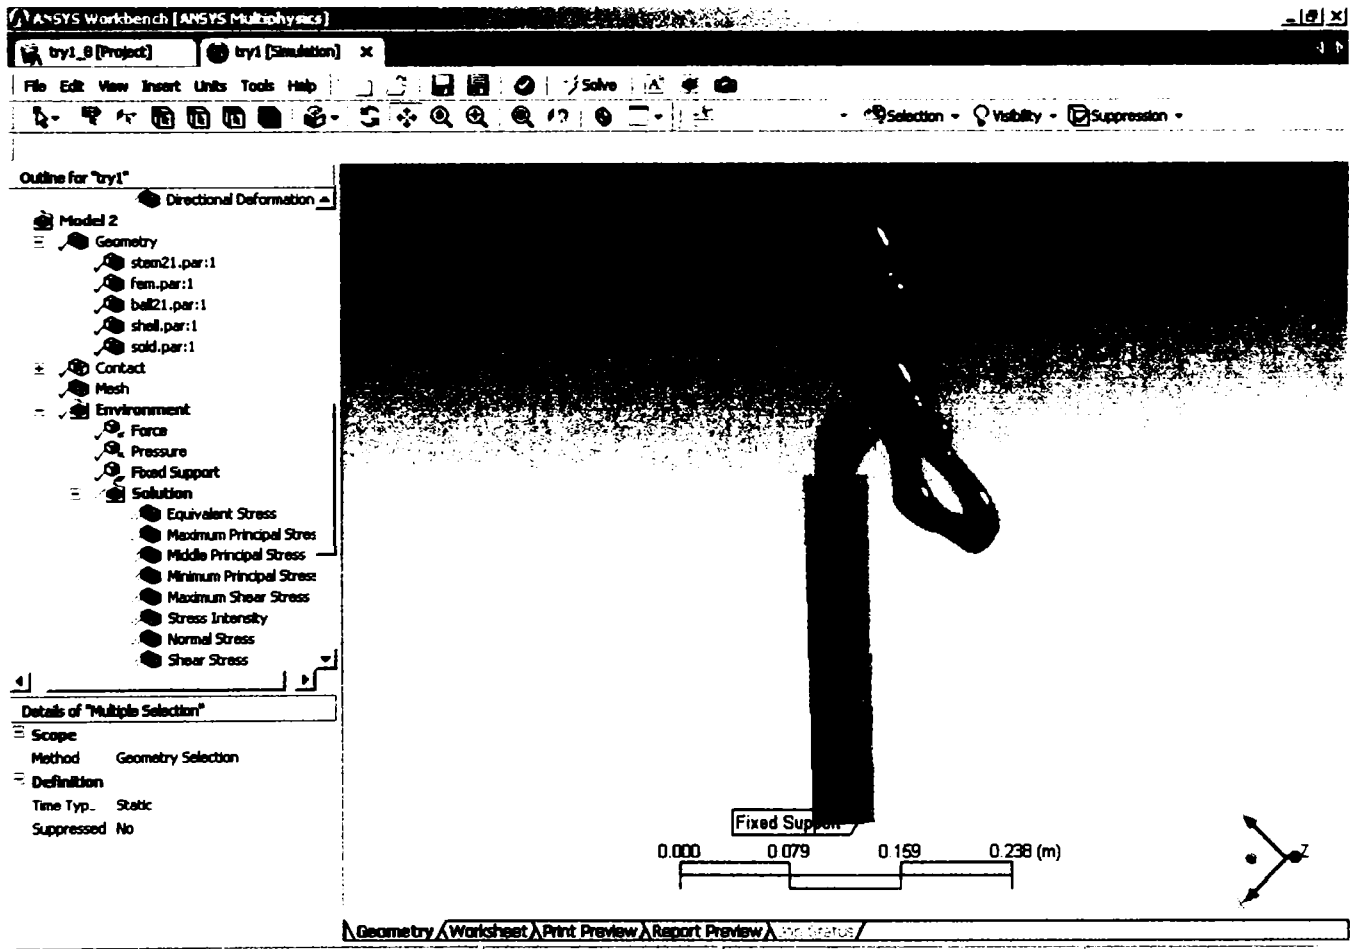 ANSYS Workbench [ANSYS Multiphysics]
try1_8 [Project] try1 [Simulation]
File Edit View Insert Units Tools Help Solve
Selection Visibility Suppression
Outline for "try1"
Directional Deformation
Model 2
Geometry
stem21.par:1
fem.par:1
ball21.par:1
shell.par:1
sold.par:1
Contact
Mesh
Environment
Force
Pressure
Fixed Support
Solution
Equivalent Stress
Maximum Principal Stres
Middle Principal Stress
Minimum Principal Stress
Maximum Shear Stress
Stress Intensity
Normal Stress
Shear Stress
Details of "Multiple Selection"
Scope
Method Geometry Selection
Definition
Time Typ_ Static
Suppressed No
Fixed Support
0.000 0.079 0.159 0.238 (m)
Z
Geometry Worksheet Print Preview Report Preview Job Status